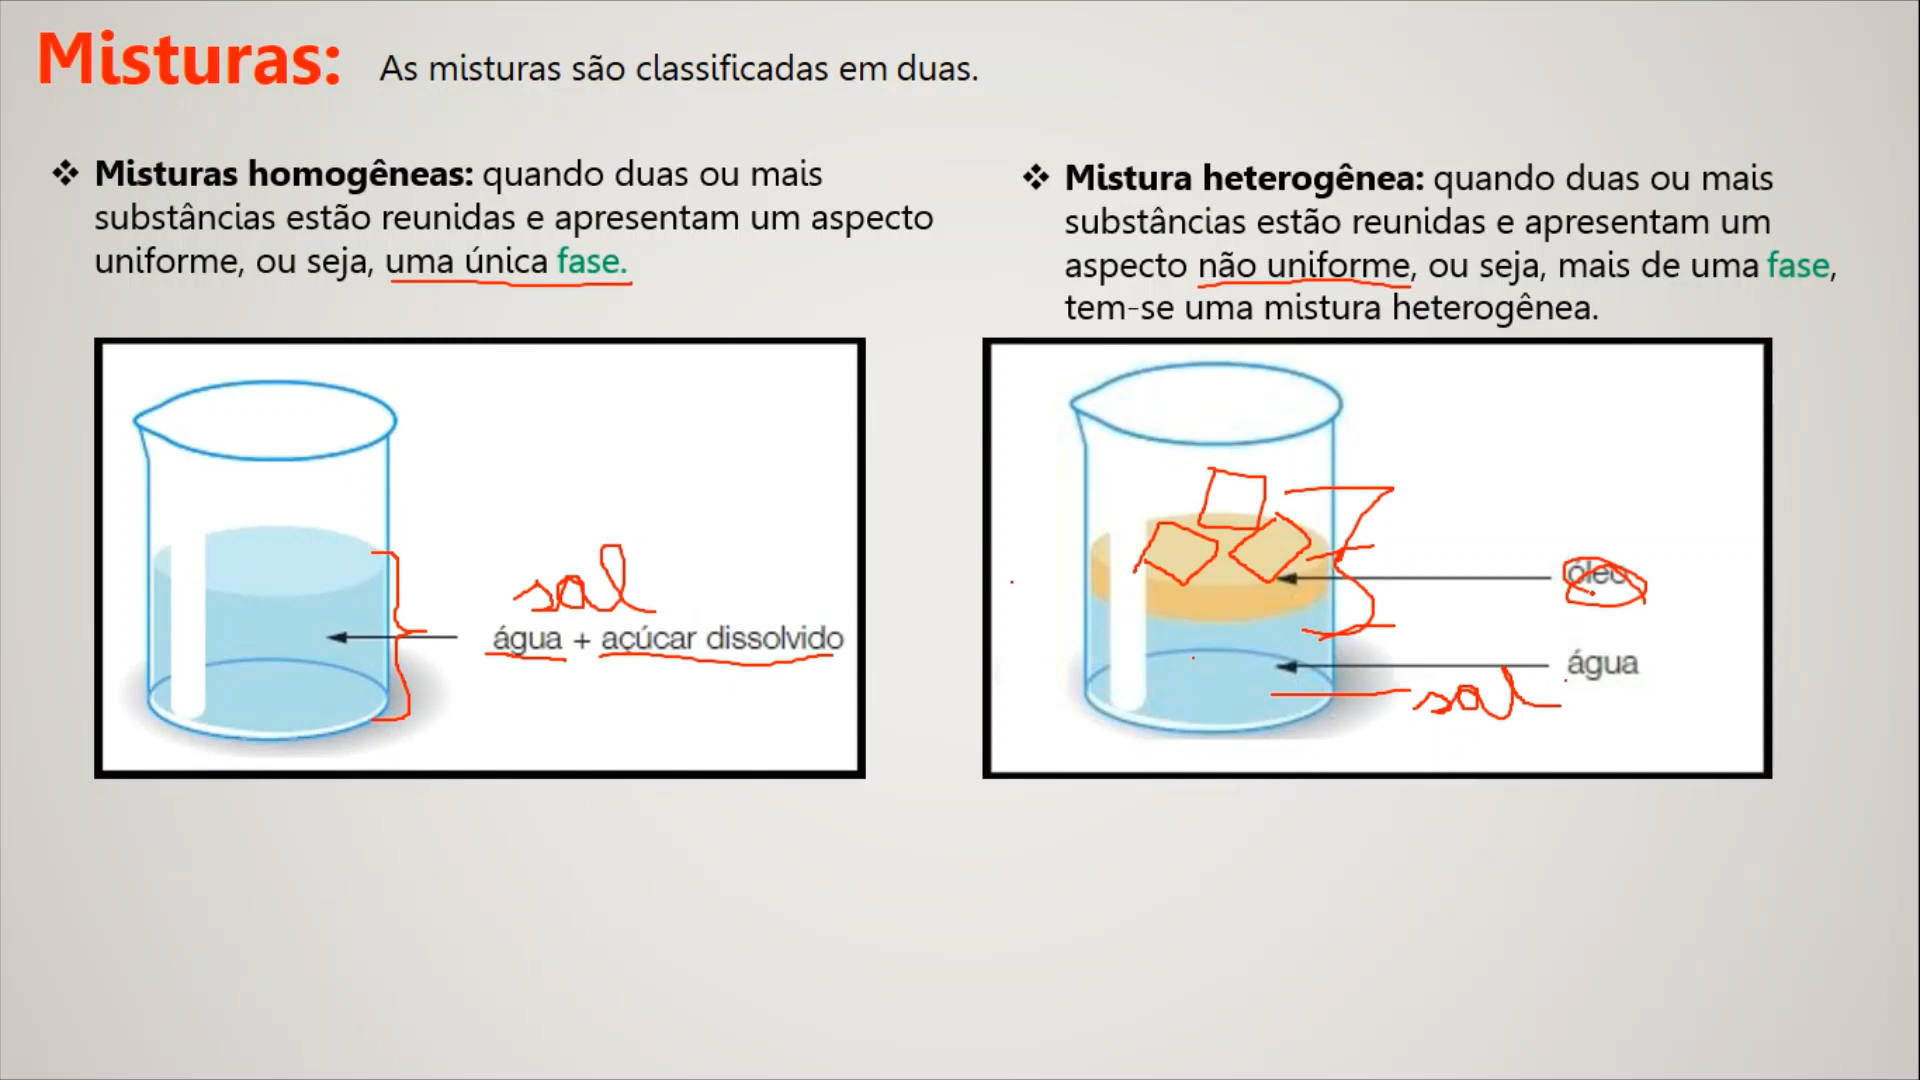 Misturas: As misturas são classificadas em duas.
❖ Misturas homogêneas: quando duas ou mais
substâncias estão reunidas e apresentam um aspecto
uniforme, ou seja, uma única fase.
sal
água + açúcar dissolvido
❖ Mistura heterogênea: quando duas ou mais
substâncias estão reunidas e apresentam um
aspecto não uniforme, ou seja, mais de uma fase,
tem-se uma mistura heterogênea.
óleo
água
sal